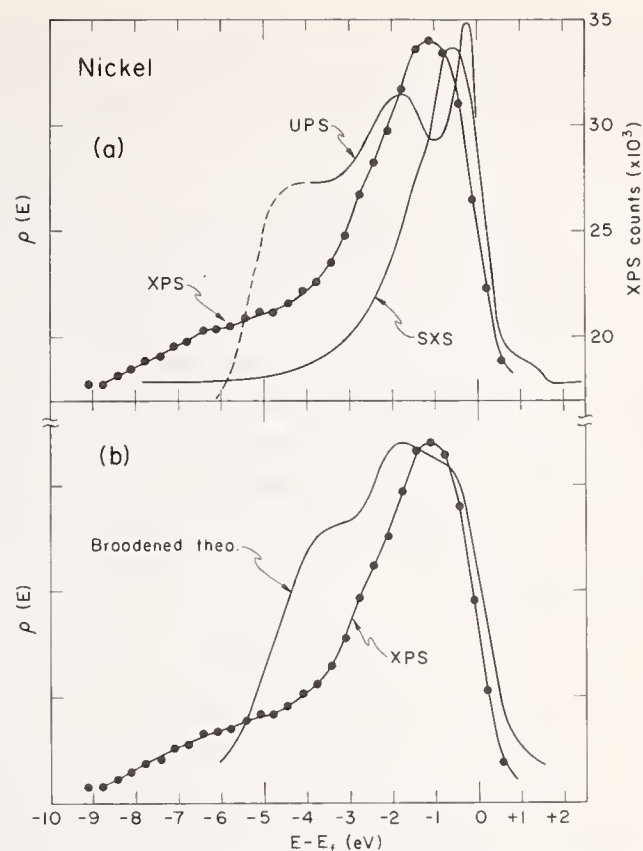 Nickel
(a)
UPS
XPS
SXS
ρ (E)
35
33
25
20
XPS counts (x10³)
(b)
Broodened theo.
XPS
ρ (E)
-10 -9 -8 -7 -6 -5 -4 -3 -2 -1 0 +1 +2
E-E_f (eV)